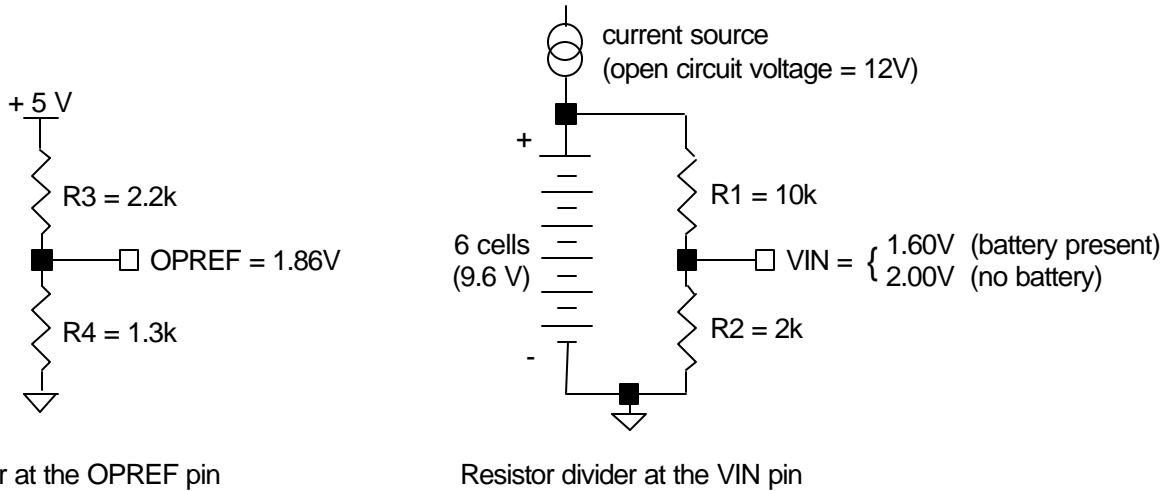 + 5 V
R3 = 2.2k
OPREF = 1.86V
R4 = 1.3k
r at the OPREF pin
current source
(open circuit voltage = 12V)
+
R1 = 10k
6 cells
(9.6 V)
VIN = { 1.60V (battery present)
2.00V (no battery)
R2 = 2k
-
Resistor divider at the VIN pin